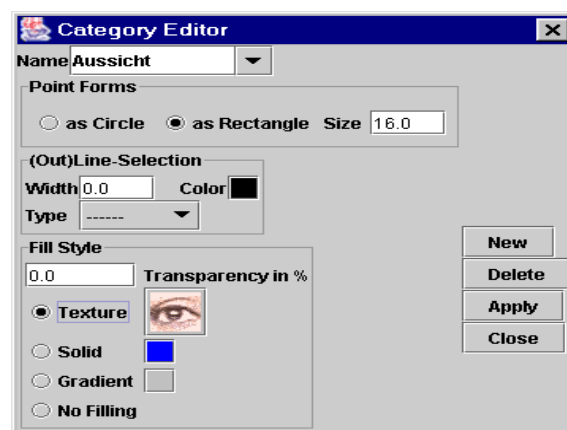 Category Editor
Name Aussicht
Point Forms
as Circle as Rectangle Size 16.0
(Out)Line-Selection
Width 0.0 Color
Type ------
Fill Style
0.0 Transparency in %
Texture
Solid
Gradient
No Filling
New
Delete
Apply
Close